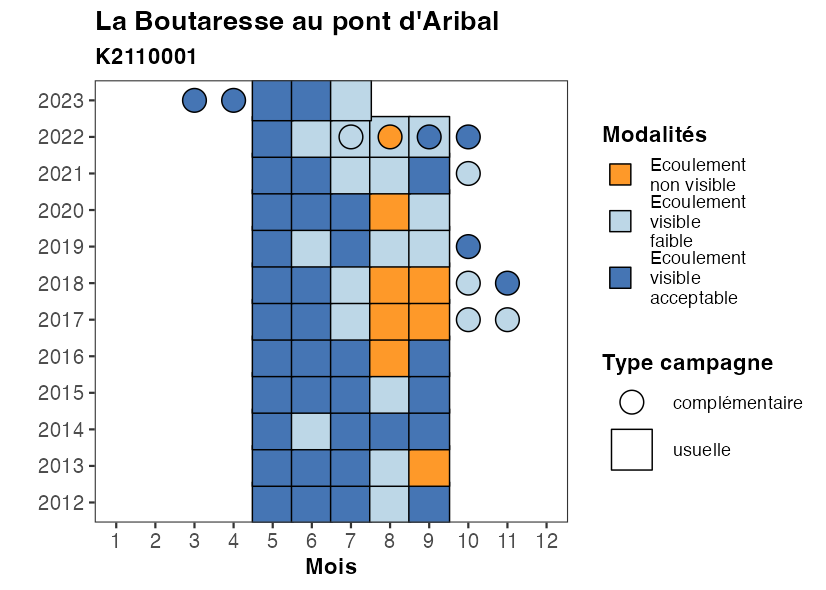 La Boutaresse au pont d'Aribal
K2110001
2023
2022
2021
2020
2019
2018
2017
2016
2015
2014
2013
2012
1 2 3 4 5 6 7 8 9 10 11 12
Mois
Modalités
Ecoulement
non visible
Ecoulement
visible
faible
Ecoulement
visible
acceptable
Type campagne
complémentaire
usuelle